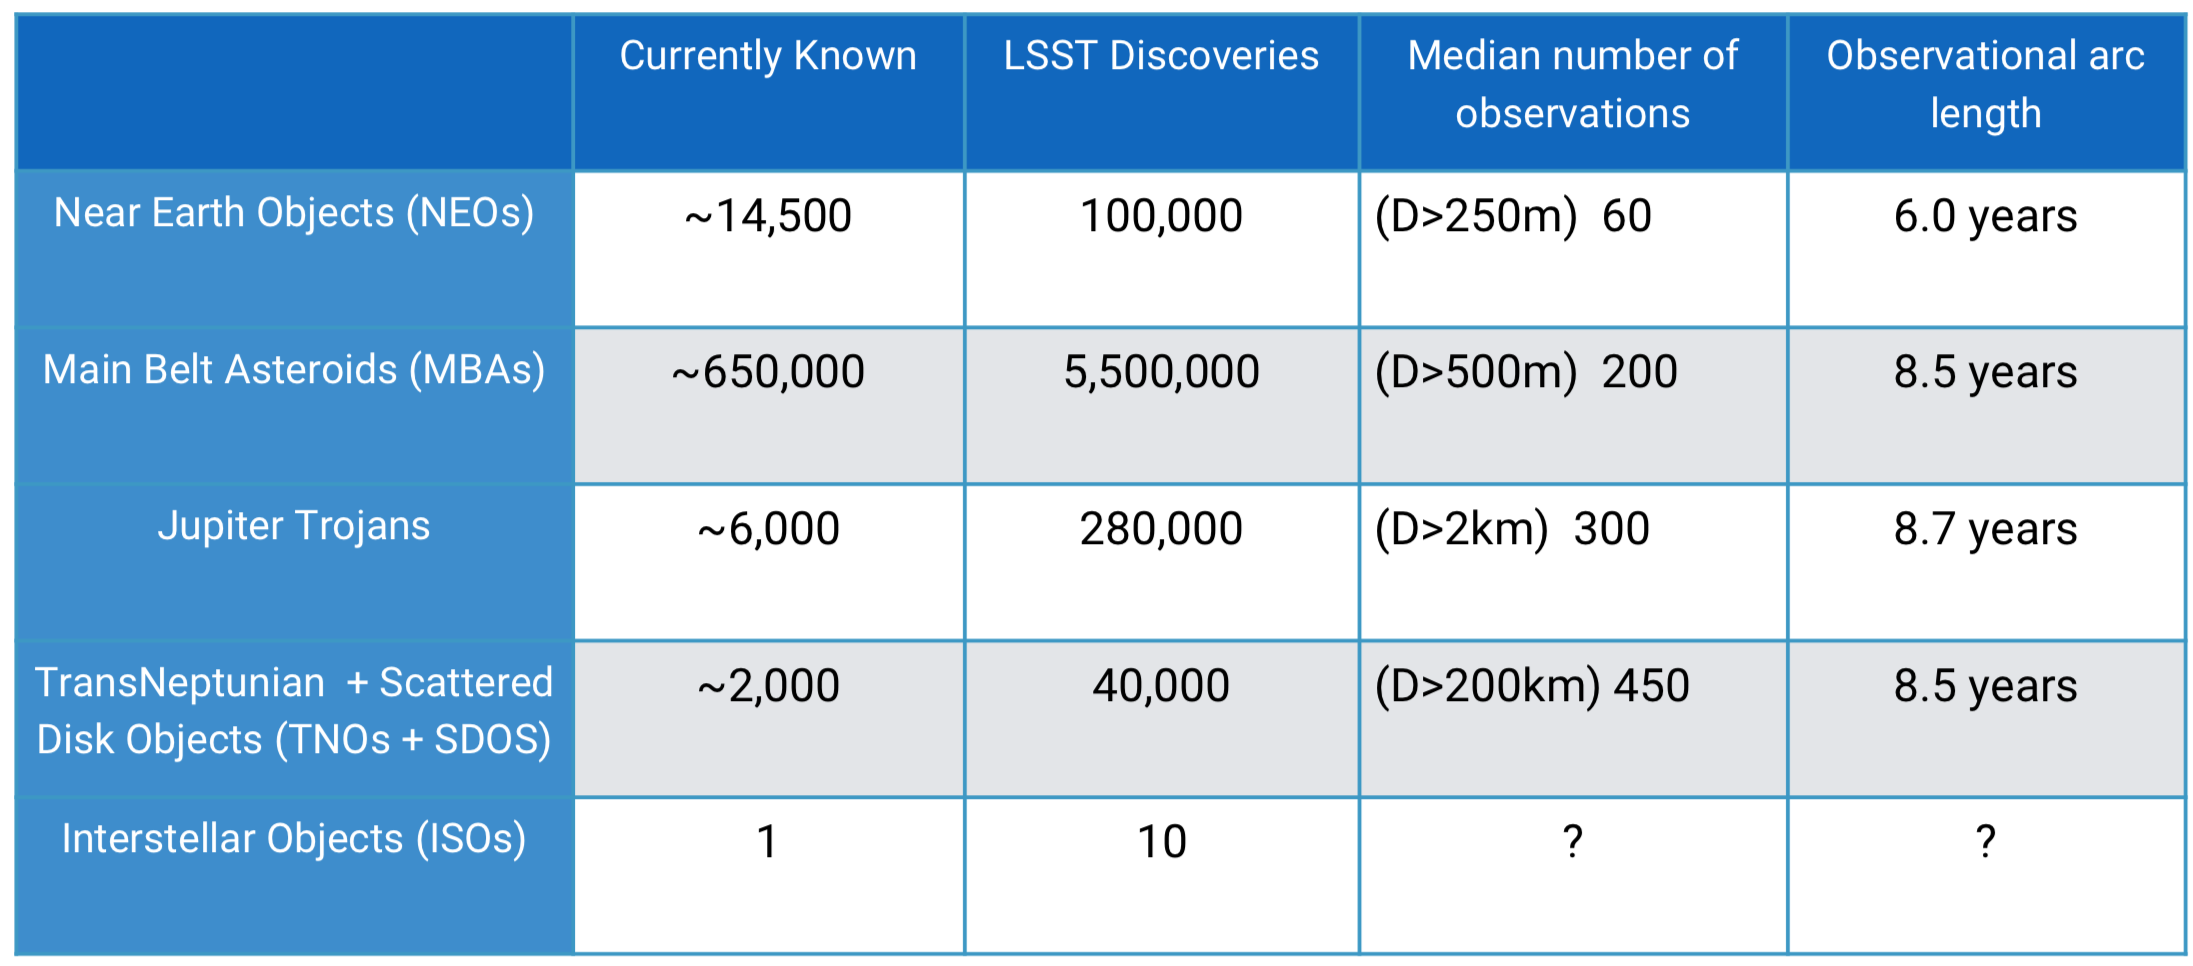 Currently Known
LSST Discoveries
Median number of
observations
Observational arc
length
Near Earth Objects (NEOs)
~14,500
100,000
(D>250m) 60
6.0 years
Main Belt Asteroids (MBAs)
~650,000
5,500,000
(D>500m) 200
8.5 years
Jupiter Trojans
~6,000
280,000
(D>2km) 300
8.7 years
TransNeptunian + Scattered
Disk Objects (TNOs + SDOS)
~2,000
40,000
(D>200km) 450
8.5 years
Interstellar Objects (ISOs)
1
10
?
?